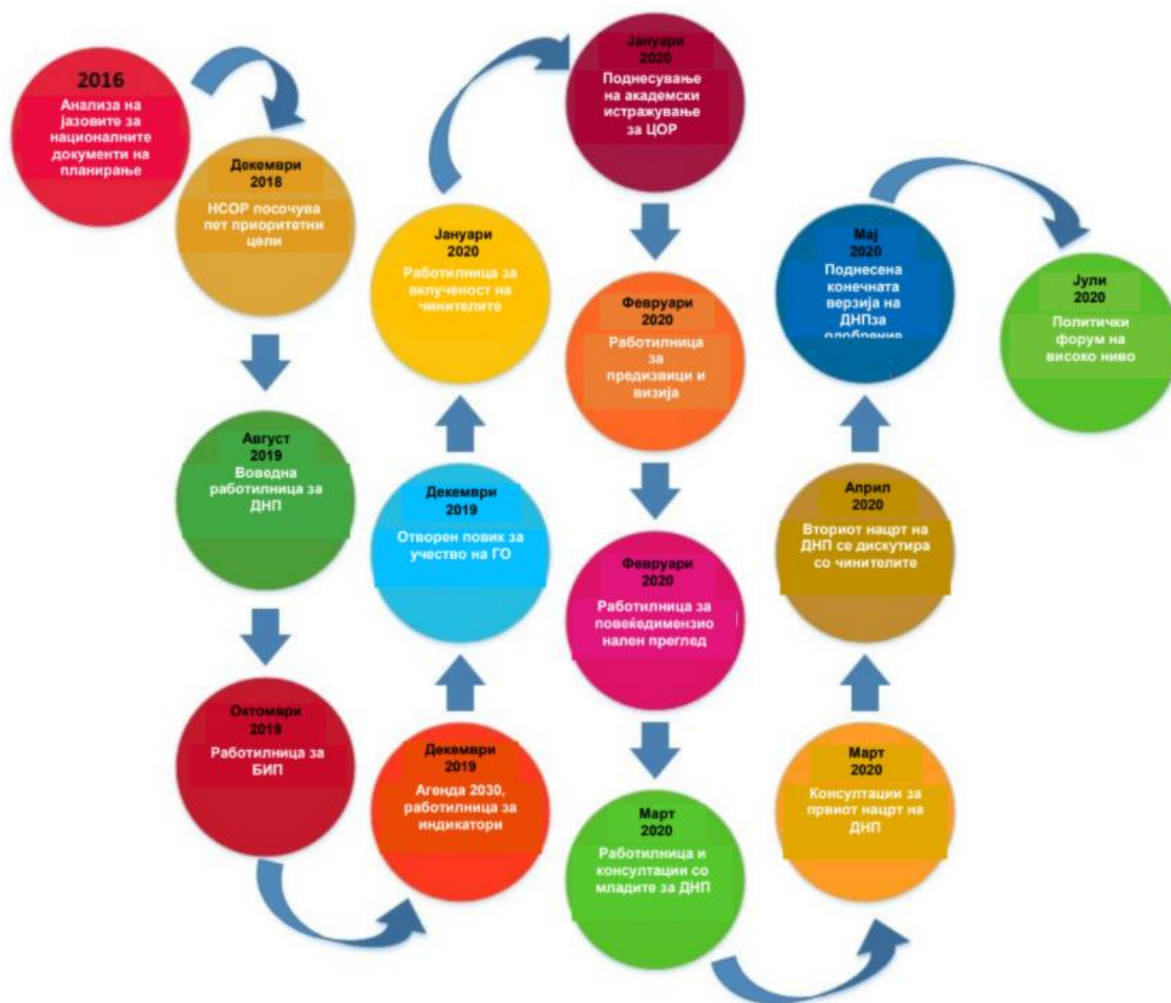 2016
Анализа на
јазовите за
националните
документи на
планирање
Декември
2018
НСОР посочува
пет приоритетни
цели
Август
2019
Воведна
работилница за
ДНП
Октомври
2019
Работилница за
БИП
Декември
2019
Агенда 2030,
работилница за
индикатори
Декември
2019
Отворен повик за
учество на ГО
Јануари
2020
Работилница за
вклученост на
чинителите
Јануари
2020
Поднесување
на академски
истражување
за ЦОР
Февруари
2020
Работилница
за
предизвици и
визија
Февруари
2020
Работилница за
повеќедимензио
нален преглед
Март
2020
Работилница и
консултации со
младите за ДНП
Март
2020
Консултации за
првиот нацрт на
ДНП
Април
2020
Вториот нацрт на
ДНП се дискутира
со чинителите
Мај
2020
Поднесена
конечната
верзија на
ДНПза
одобрение
Јули
2020
Политички
форум на
високо ниво